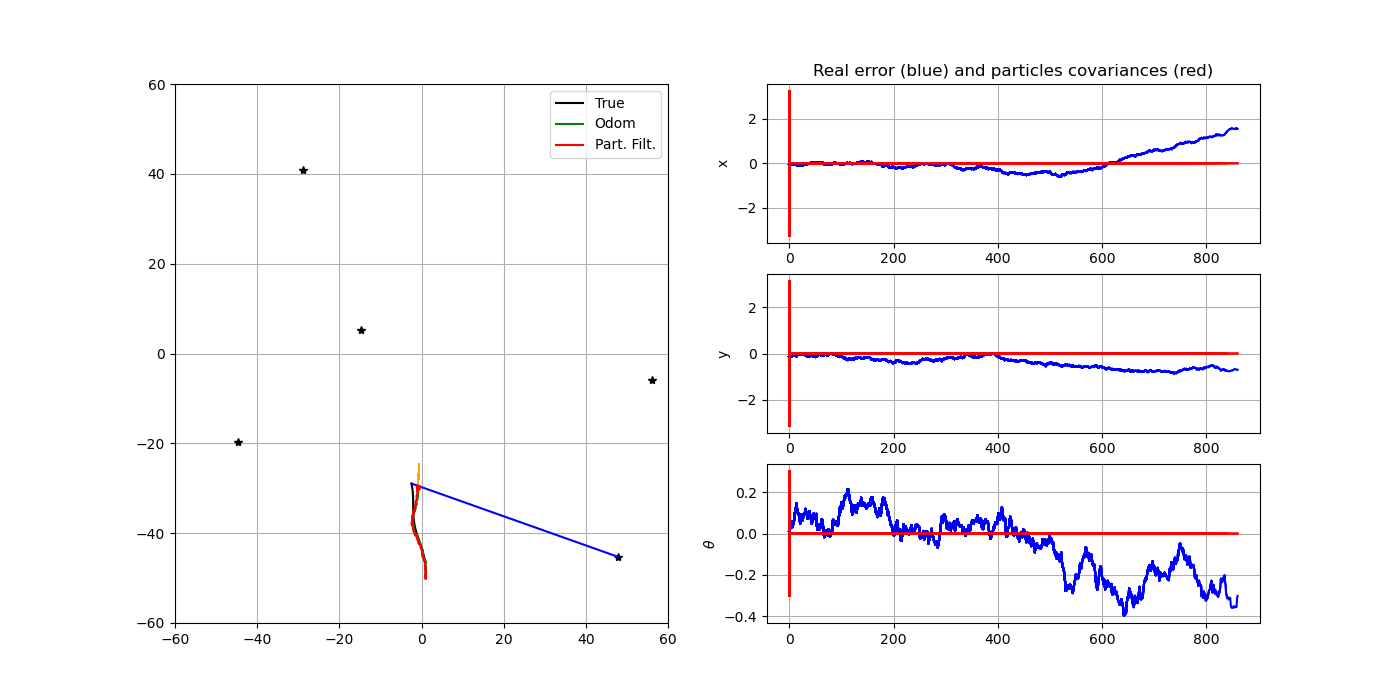 60
40
20
0
−20
−40
−60
−60 −40 −20 0 20 40 60
True
Odom
Part. Filt.
Real error (blue) and particles covariances (red)
x
2
0
−2
0 200 400 600 800
y
2
0
−2
0 200 400 600 800
θ
0.2
0.0
−0.2
−0.4
0 200 400 600 800